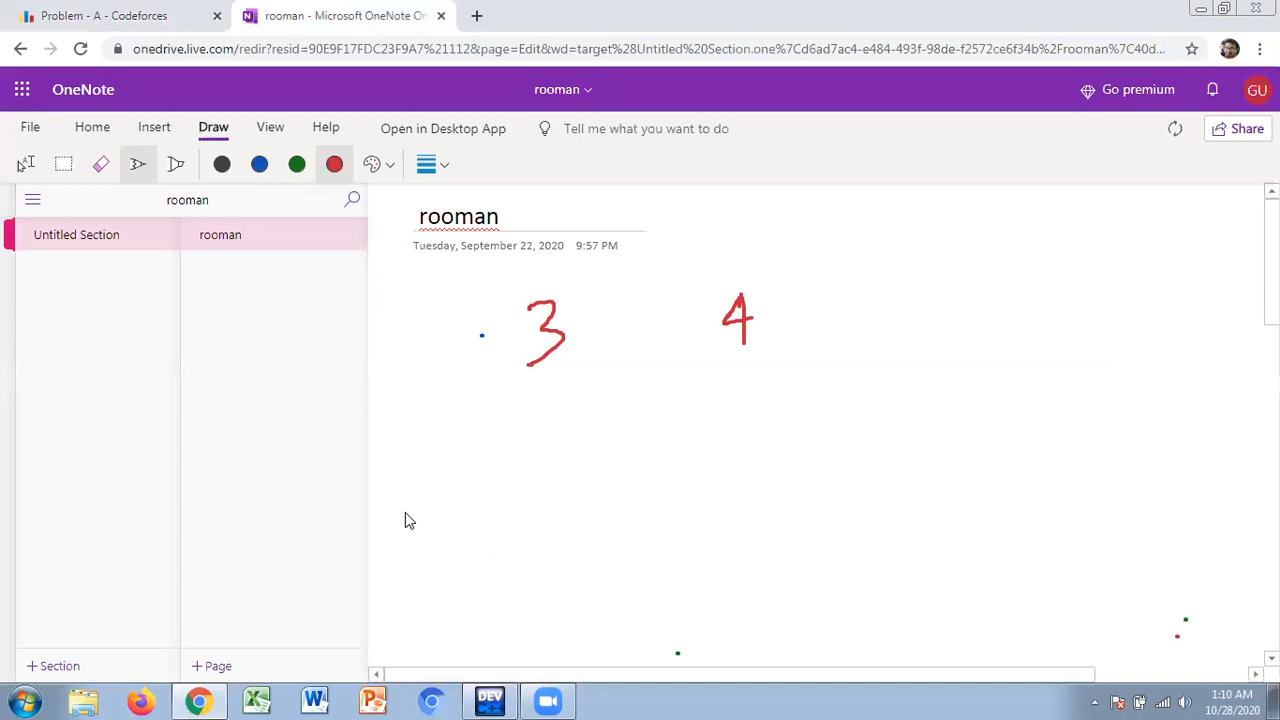 Problem - A - Codeforces
rooman - Microsoft OneNote On
onedrive.live.com/redir?resid=90E9F17FDC23F9A7%21112&page=Edit&wd=target%28Untitled%20Section.one%7Cd6ad7ac4-e484-493f-98de-f2572ce6f34b%2Frooman%7C40d...
OneNote
rooman
Go premium
GU
File Home Insert Draw View Help Open in Desktop App Tell me what you want to do Share
rooman
Untitled Section
rooman
rooman
Tuesday, September 22, 2020 9:57 PM
3 4
+ Section
+ Page
DEV
1:10 AM
10/28/2020